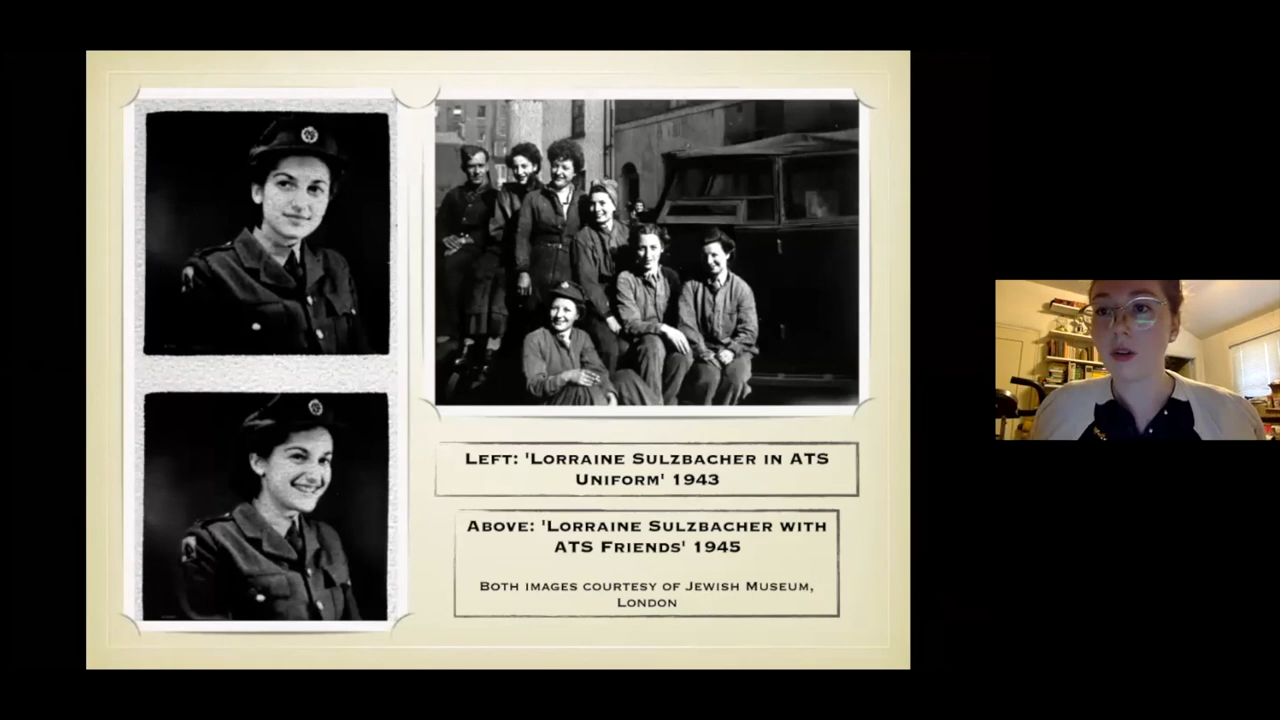 Left: 'Lorraine Sulzbacher in ATS
Uniform' 1943
Above: 'Lorraine Sulzbacher with
ATS Friends' 1945
Both images courtesy of Jewish Museum,
London